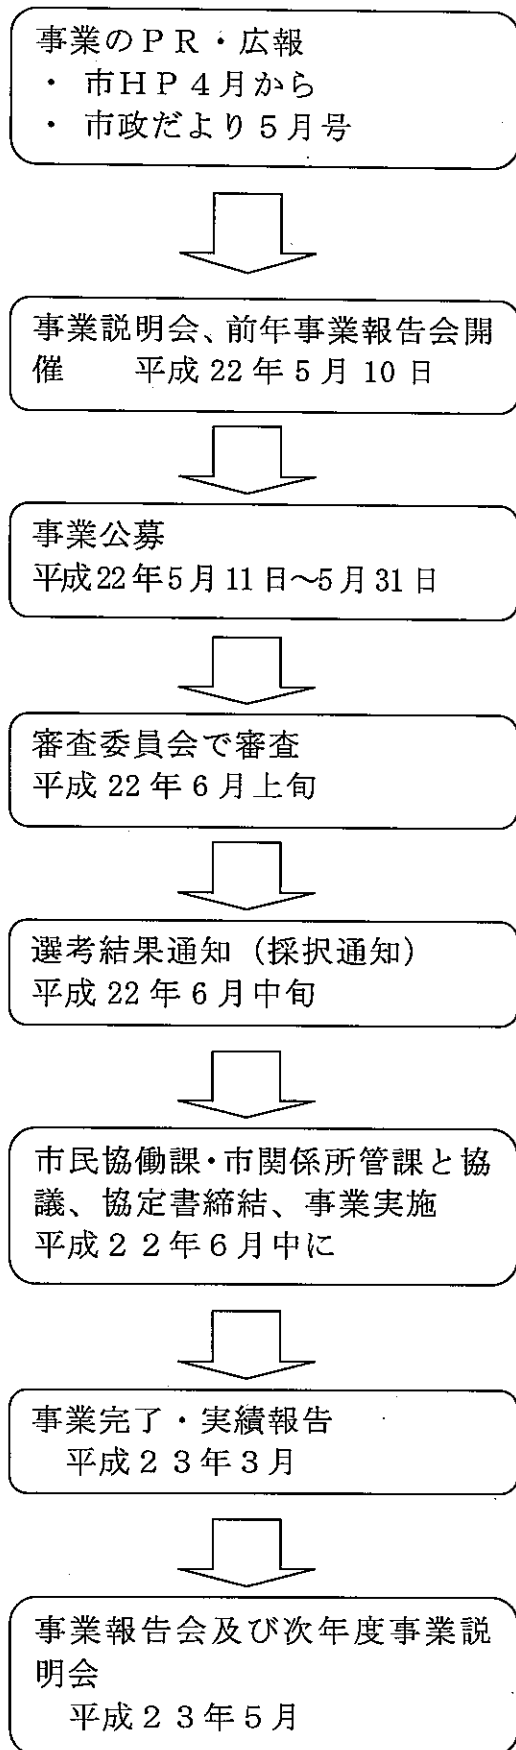 事業のＰＲ・広報
・ 市ＨＰ４月から
・ 市政だより５月号
事業説明会、前年事業報告会開
催　　平成 22 年 5 月 10 日
事業公募
平成22年5月11日～5月31日
審査委員会で審査
平成 22 年 6 月上旬
選考結果通知（採択通知）
平成 22 年 6 月中旬
市民協働課・市関係所管課と協
議、協定書締結、事業実施
平成２２年６月中に
事業完了・実績報告
平成２３年３月
事業報告会及び次年度事業説
明会
平成２３年５月